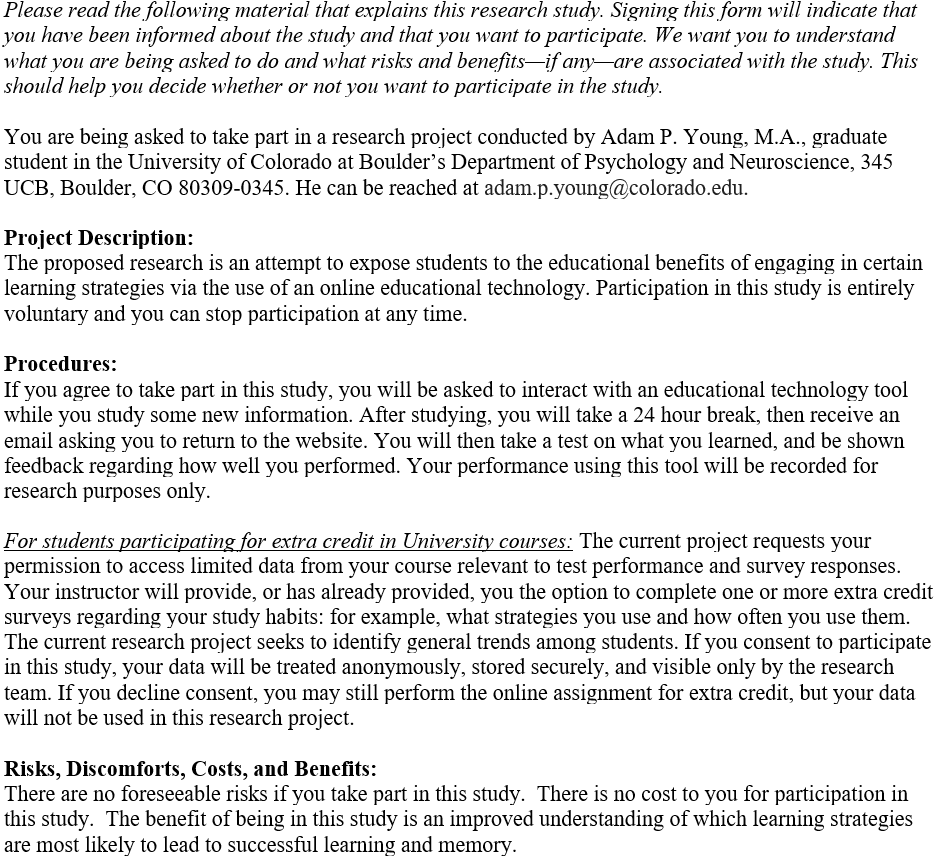 Please read the following material that explains this research study. Signing this form will indicate that
you have been informed about the study and that you want to participate. We want you to understand
what you are being asked to do and what risks and benefits—if any—are associated with the study. This
should help you decide whether or not you want to participate in the study.
You are being asked to take part in a research project conducted by Adam P. Young, M.A., graduate
student in the University of Colorado at Boulder’s Department of Psychology and Neuroscience, 345
UCB, Boulder, CO 80309-0345. He can be reached at adam.p.young@colorado.edu.
Project Description:
The proposed research is an attempt to expose students to the educational benefits of engaging in certain
learning strategies via the use of an online educational technology. Participation in this study is entirely
voluntary and you can stop participation at any time.
Procedures:
If you agree to take part in this study, you will be asked to interact with an educational technology tool
while you study some new information. After studying, you will take a 24 hour break, then receive an
email asking you to return to the website. You will then take a test on what you learned, and be shown
feedback regarding how well you performed. Your performance using this tool will be recorded for
research purposes only.
For students participating for extra credit in University courses: The current project requests your
permission to access limited data from your course relevant to test performance and survey responses.
Your instructor will provide, or has already provided, you the option to complete one or more extra credit
surveys regarding your study habits: for example, what strategies you use and how often you use them.
The current research project seeks to identify general trends among students. If you consent to participate
in this study, your data will be treated anonymously, stored securely, and visible only by the research
team. If you decline consent, you may still perform the online assignment for extra credit, but your data
will not be used in this research project.
Risks, Discomforts, Costs, and Benefits:
There are no foreseeable risks if you take part in this study.  There is no cost to you for participation in
this study.  The benefit of being in this study is an improved understanding of which learning strategies
are most likely to lead to successful learning and memory.